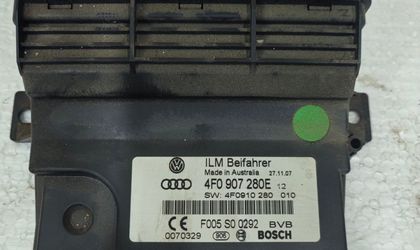 ILM Beifahrer
Made in Australia 27.11.07
4F0 907 280E 12
SW: 4F0910 280 010
F005 S0 0292 BVB
0070329 906 BOSCH